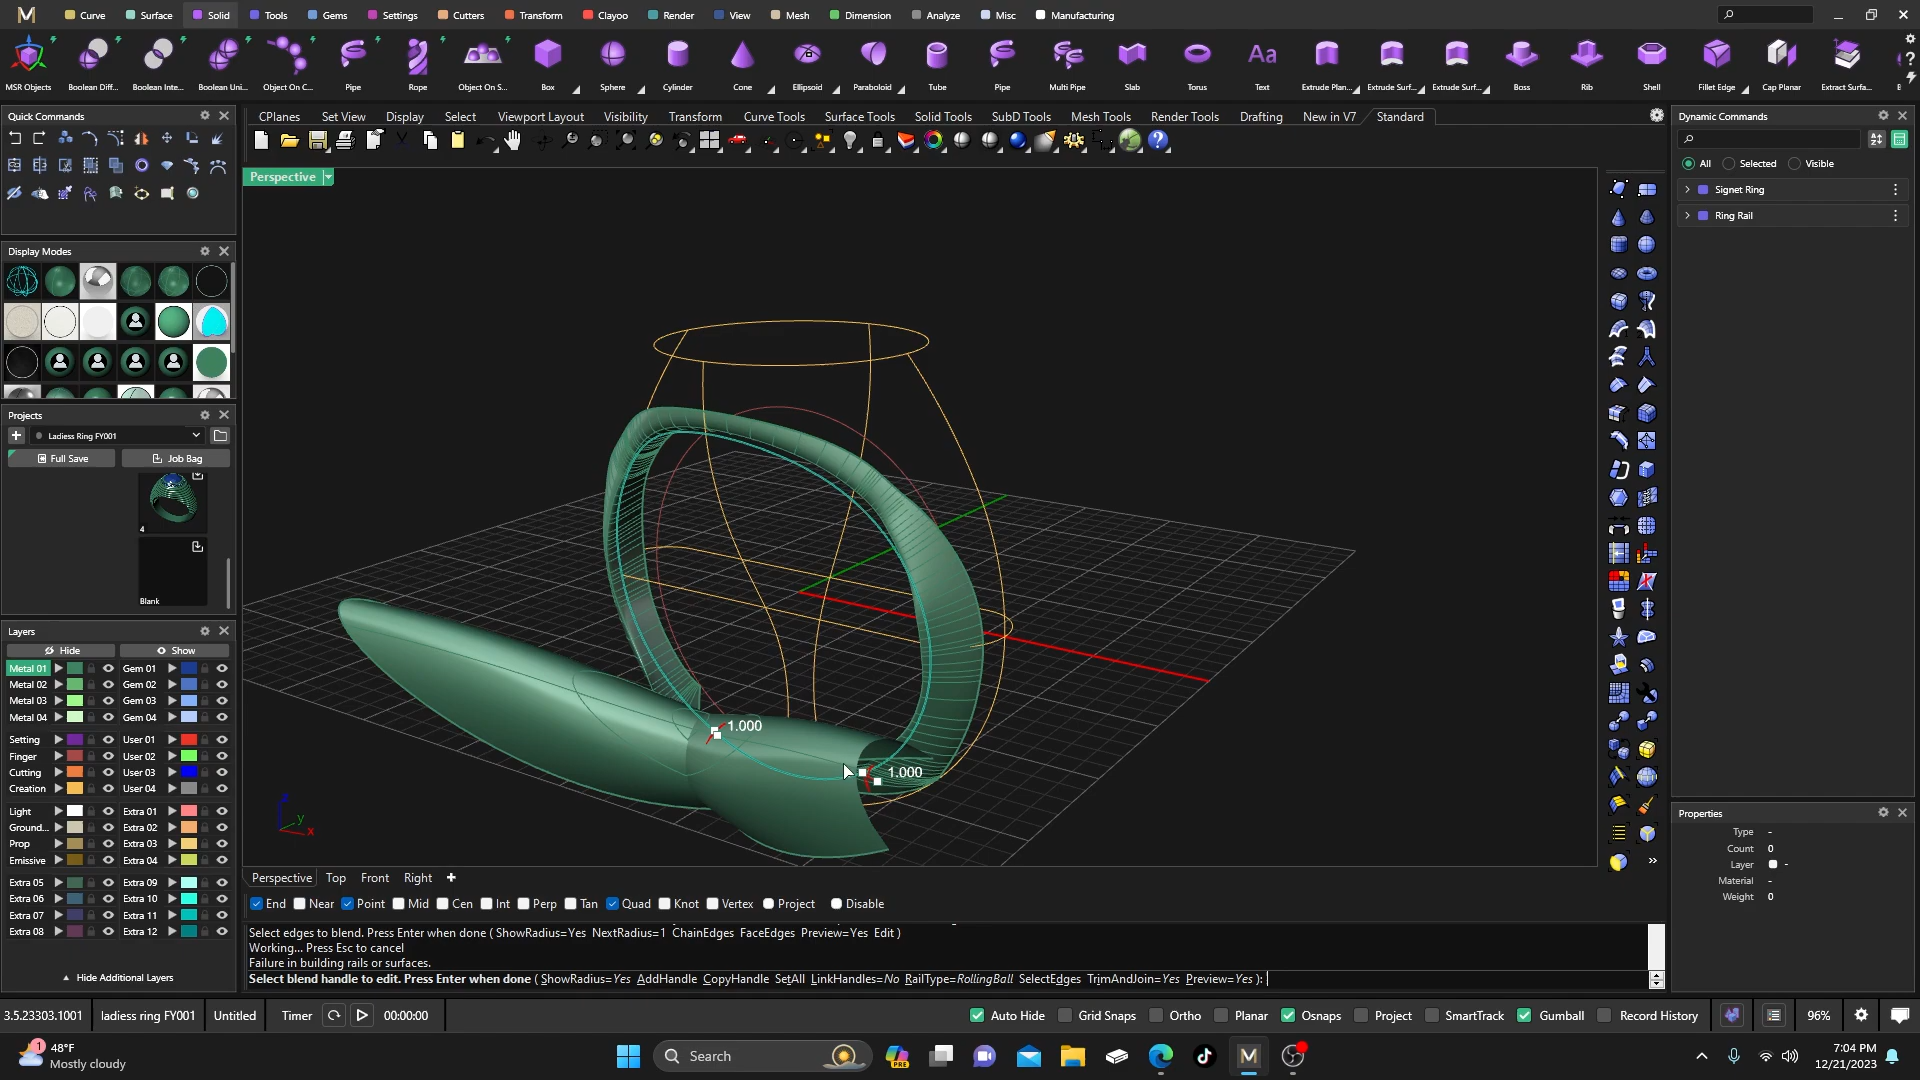 Curve Surface Solid Tools Gems Settings Cutters Transform Clayoo Render View Mesh Dimension Analyze Misc Manufacturing
MSR Objects Boolean Diff... Boolean Inte... Boolean Uni... Object On C... Pipe Rope Object On S... Box Sphere Cylinder Cone Ellipsoid Paraboloid Tube Pipe Multi Pipe Slab Torus Text Extrude Plan... Extrude Surf... Extrude Surf... Boss Rib Shell Fillet Edge Cap Planar Extract Surfa...
Aa
Quick Commands
CPlanes Set View Display Select Viewport Layout Visibility Transform Curve Tools Surface Tools Solid Tools SubD Tools Mesh Tools Render Tools Drafting New in V7 Standard
Dynamic Commands
All Selected Visible
Signet Ring
Ring Rail
Perspective
Display Modes
Projects
Ladiess Ring FY001
Full Save Job Bag
4
Blank
1.000
1.000
z
y
x
Layers
Hide Show
Metal 01 Gem 01
Metal 02 Gem 02
Metal 03 Gem 03
Metal 04 Gem 04
Setting User 01
Finger User 02
Cutting User 03
Creation User 04
Light Extra 01
Ground... Extra 02
Prop Extra 03
Emissive Extra 04
Extra 05 Extra 09
Extra 06 Extra 10
Extra 07 Extra 11
Extra 08 Extra 12
Hide Additional Layers
Properties
Type -
Count 0
Layer -
Material -
Weight 0
Perspective Top Front Right
End Near Point Mid Cen Int Perp Tan Quad Knot Vertex Project Disable
Select edges to blend. Press Enter when done ( ShowRadius=Yes NextRadius=1 ChainEdges FaceEdges Preview=Yes Edit )
Working... Press Esc to cancel
Failure in building rails or surfaces.
Select blend handle to edit. Press Enter when done ( ShowRadius=Yes AddHandle CopyHandle SetAll LinkHandles=No RailType=RollingBall SelectEdges TrimAndJoin=Yes Preview=Yes ):
3.5.23303.1001 ladiess ring FY001 Untitled Timer 00:00:00 Auto Hide Grid Snaps Ortho Planar Osnaps Project SmartTrack Gumball Record History 96%
1
48°F
Mostly cloudy
Search
PRE
7:04 PM
12/21/2023